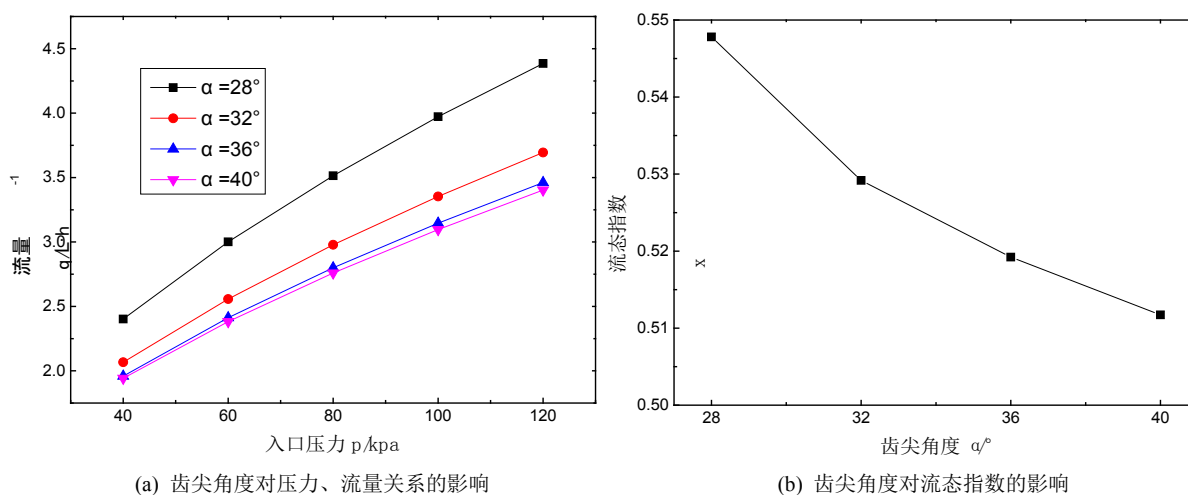 4.5
4.0
3.5
3.0
2.5
2.0
流量
q/L·h
-1
α =28°
α =32°
α =36°
α =40°
40 60 80 100 120
入口压力 p/kpa
(a) 齿尖角度对压力、流量关系的影响
0.55
0.54
0.53
0.52
0.51
0.50
流态指数
x
28 32 36 40
齿尖角度 α/°
(b) 齿尖角度对流态指数的影响